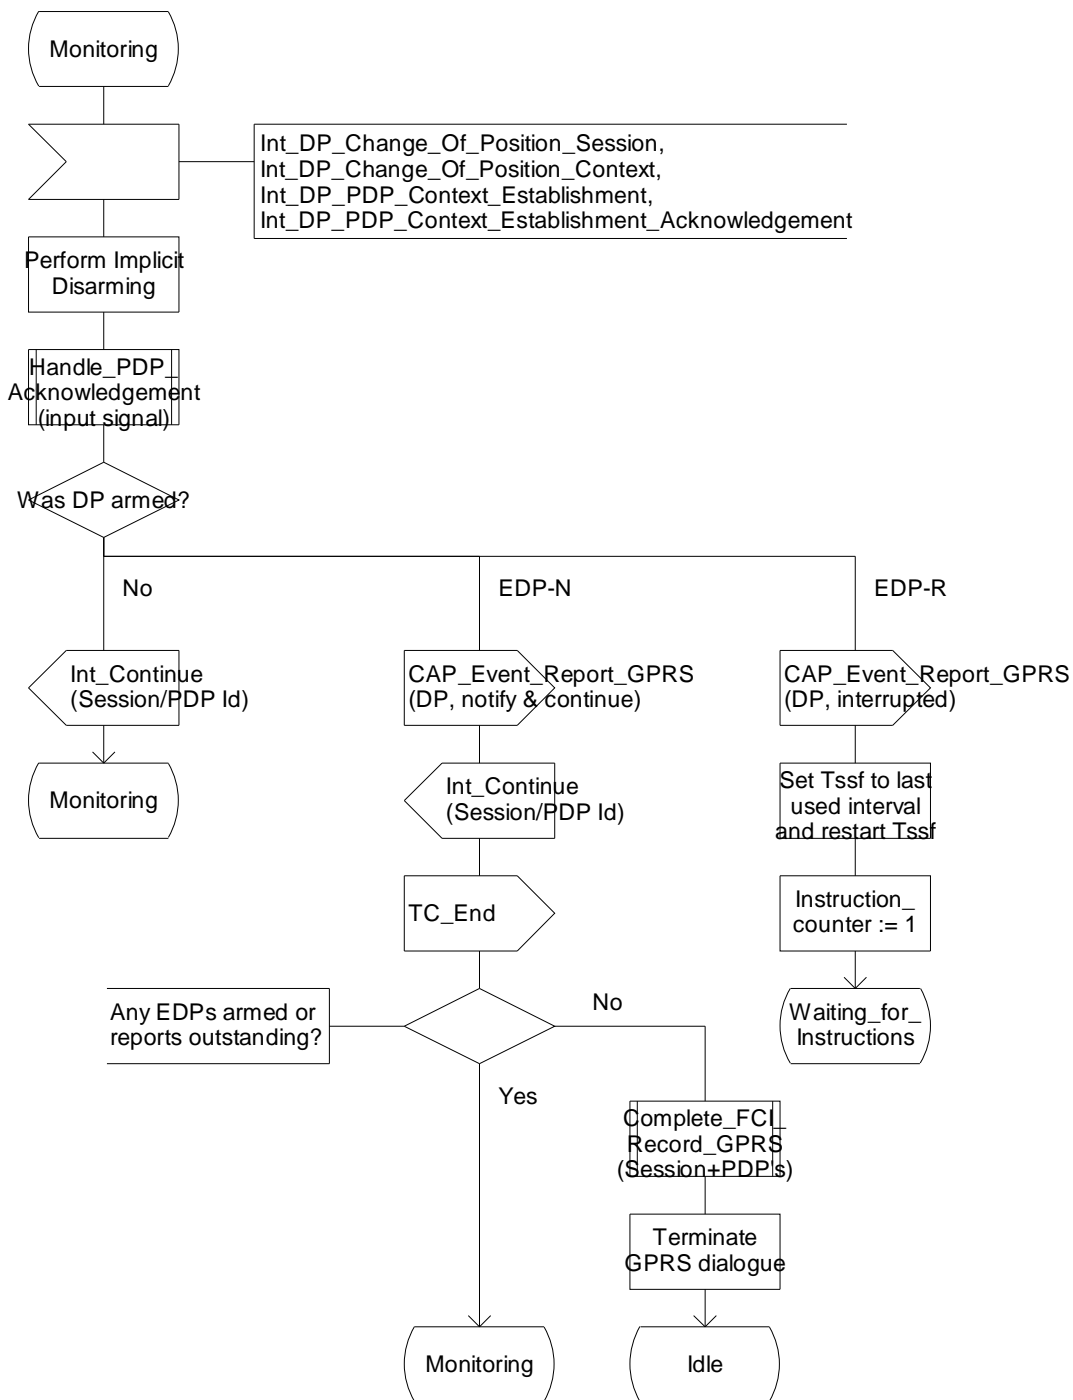 Monitoring
Int_DP_Change_Of_Position_Session,
Int_DP_Change_Of_Position_Context,
Int_DP_PDP_Context_Establishment,
Int_DP_PDP_Context_Establishment_Acknowledgement
Perform Implicit
Disarming
Handle_PDP_
Acknowledgement
(input signal)
Was DP armed?
No
EDP-N
EDP-R
Int_Continue
(Session/PDP Id)
CAP_Event_Report_GPRS
(DP, notify & continue)
CAP_Event_Report_GPRS
(DP, interrupted)
Monitoring
Int_Continue
(Session/PDP Id)
Set Tssf to last
used interval
and restart Tssf
TC_End
Instruction_
counter := 1
Any EDPs armed or
reports outstanding?
No
Waiting_for_
Instructions
Yes
Complete_FCI_
Record_GPRS
(Session+PDP's)
Terminate
GPRS dialogue
Monitoring
Idle